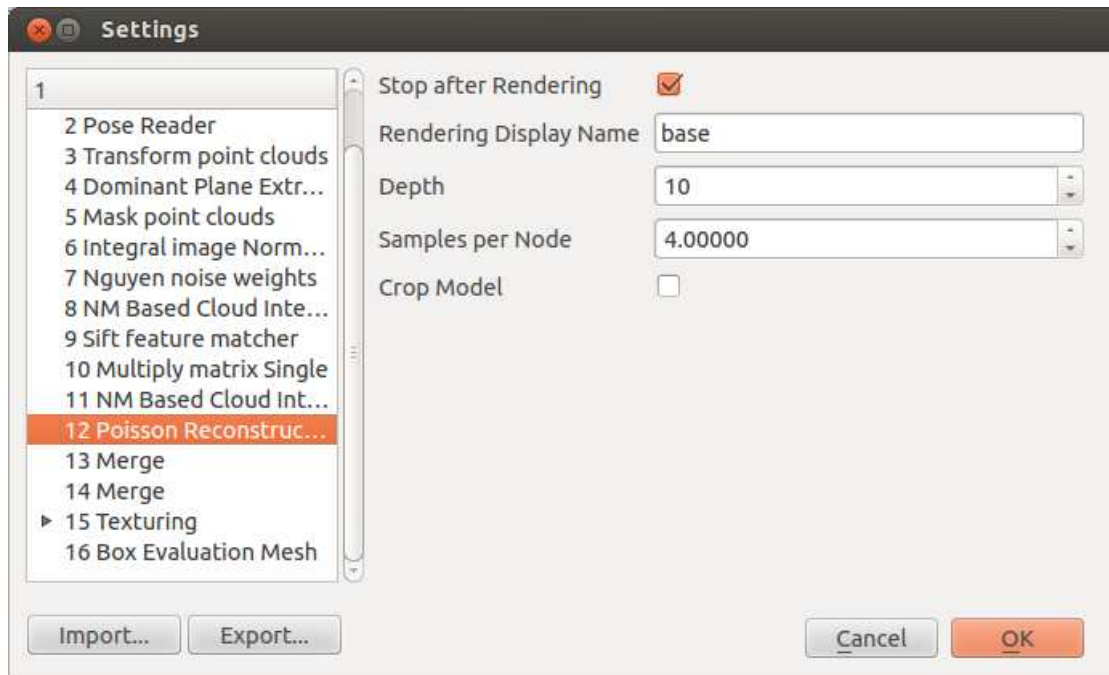 Settings
1
2 Pose Reader
3 Transform point clouds
4 Dominant Plane Extr...
5 Mask point clouds
6 Integral image Norm...
7 Nguyen noise weights
8 NM Based Cloud Inte...
9 Sift feature matcher
10 Multiply matrix Single
11 NM Based Cloud Int...
12 Poisson Reconstruc...
13 Merge
14 Merge
15 Texturing
16 Box Evaluation Mesh
Stop after Rendering
Rendering Display Name base
Depth 10
Samples per Node 4.00000
Crop Model
Import... Export... Cancel OK